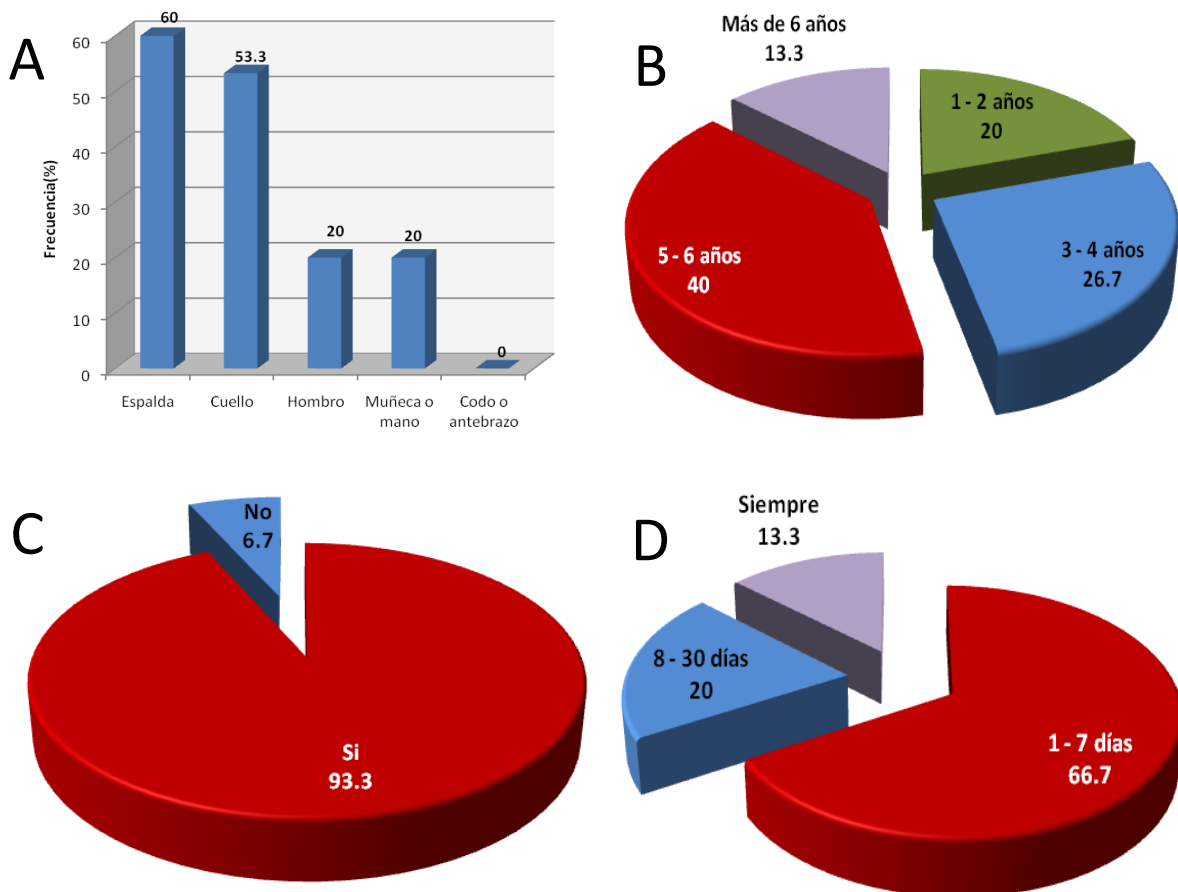 A
Frecuencia(%)
60
50
40
30
20
10
0
60
53.3
20
20
0
Espalda
Cuello
Hombro
Muñeca o
mano
Codo o
antebrazo
B
Más de 6 años
13.3
1 - 2 años
20
3 - 4 años
26.7
5 - 6 años
40
C
No
6.7
Si
93.3
D
Siempre
13.3
8 - 30 días
20
1 - 7 días
66.7